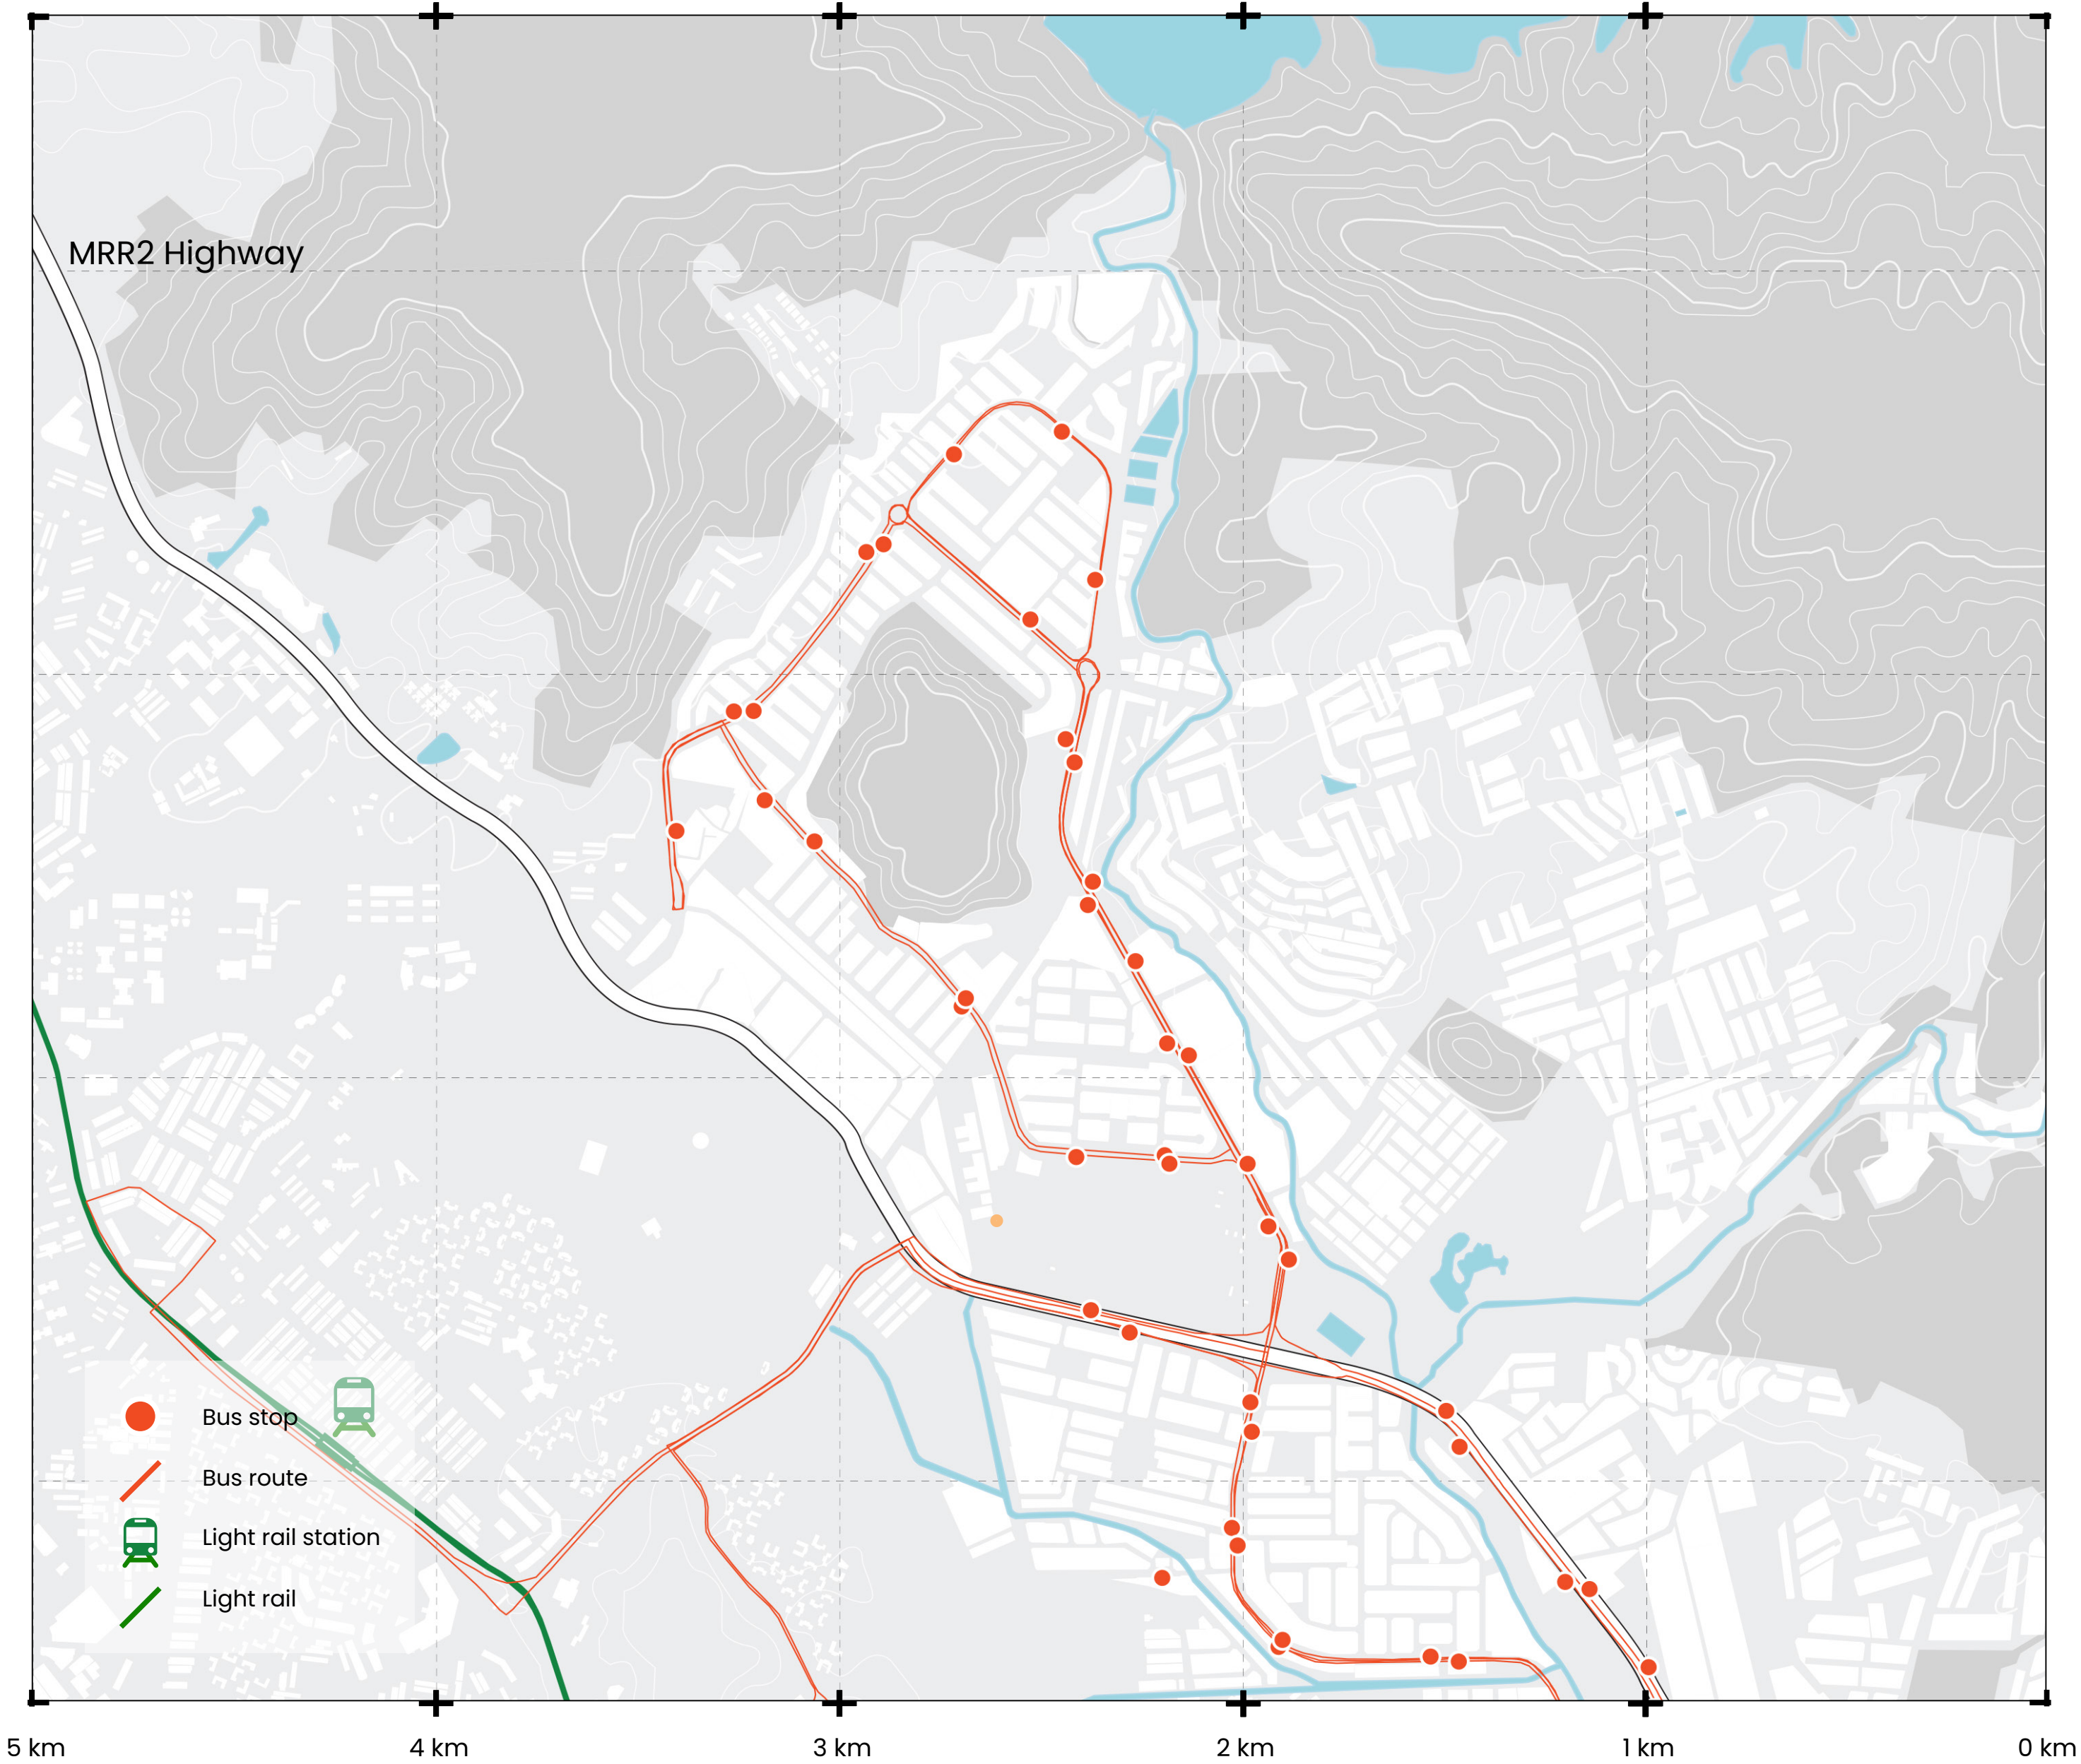 MRR2 Highway
Bus stop
Bus route
Light rail station
Light rail
5 km
4 km
3 km
2 km
1 km
0 km